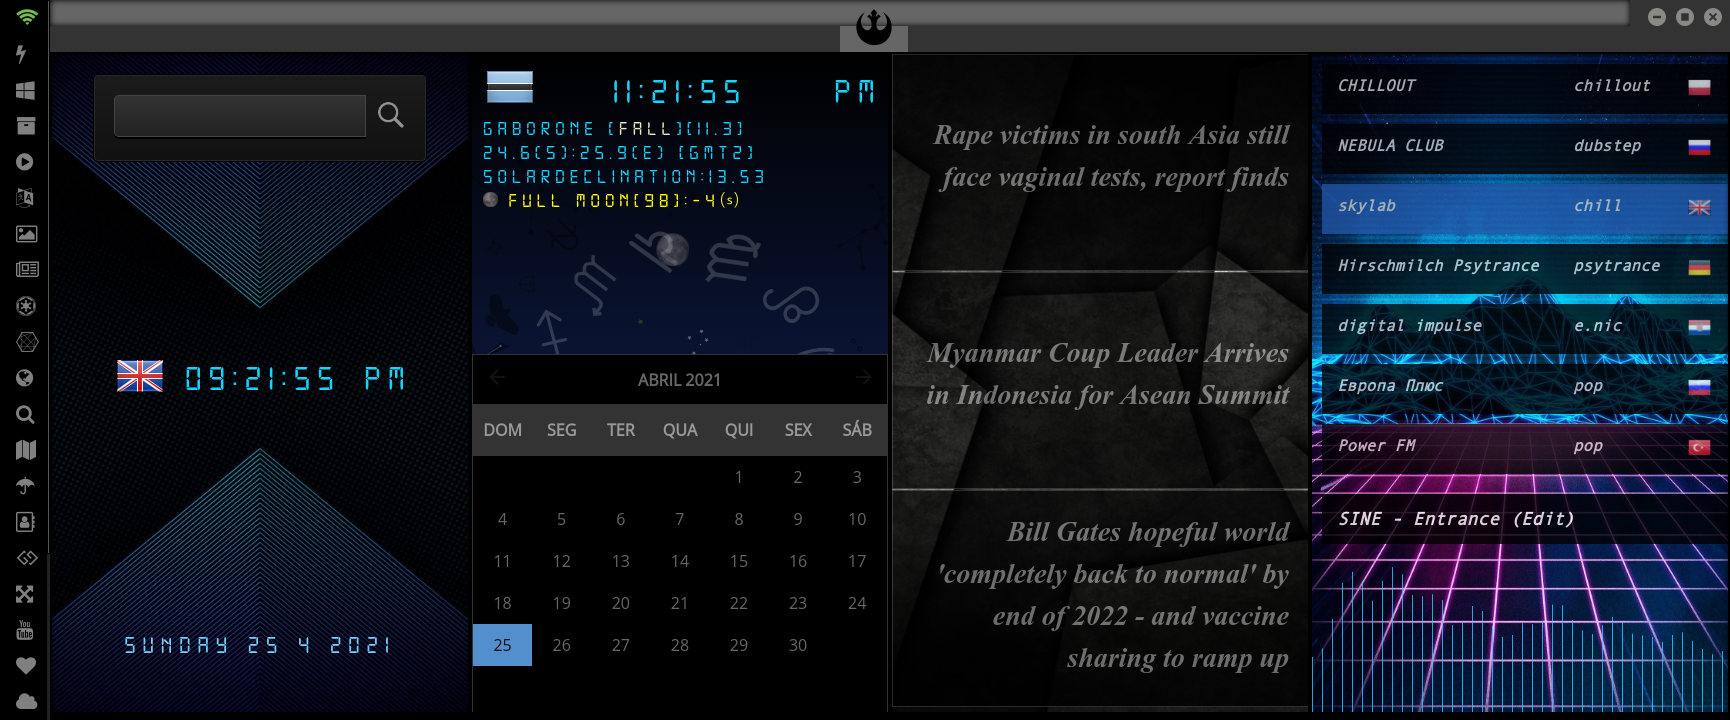 09:21:55 PM
SUNDAY 25 4 2021
11:21:55 PM
GABORONE [FALL][11.3]
24.6(S):25.9(E) [GMT2]
SOLARDECLINATION:13.53
FULL MOON[98]:-4(s)
ABRIL 2021
DOM SEG TER QUA QUI SEX SÁB
1 2 3
4 5 6 7 8 9 10
11 12 13 14 15 16 17
18 19 20 21 22 23 24
25 26 27 28 29 30
Rape victims in south Asia still
face vaginal tests, report finds
Myanmar Coup Leader Arrives
in Indonesia for Asean Summit
Bill Gates hopeful world
'completely back to normal' by
end of 2022 - and vaccine
sharing to ramp up
CHILLOUT chillout
NEBULA CLUB dubstep
skylab chill
Hirschmilch Psytrance psytrance
digital impulse e.nic
Европа Плюс pop
Power FM pop
SINE - Entrance (Edit)
You
Tube